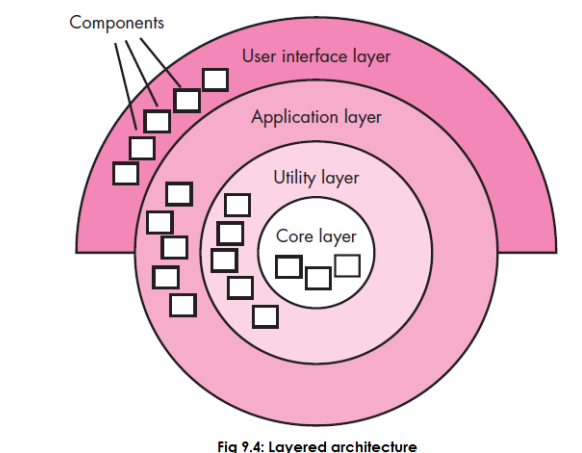 Components
User interface layer
Application layer
Utility layer
Core layer
Fig 9.4: Layered architecture